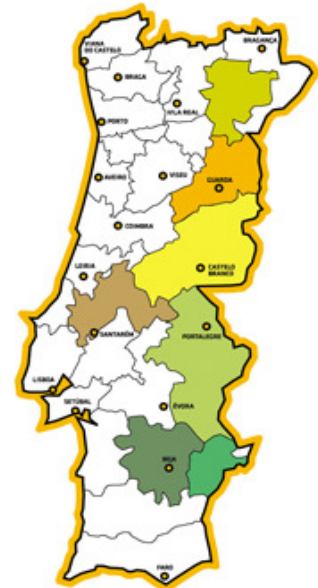 BRAGANÇA
VIANA
DO CASTELO
BRAGA
VILA REAL
PORTO
AVEIRO
VISEU
GUARDA
COIMBRA
LEIRIA
CASTELO
BRANCO
SANTARÉM
PORTALEGRE
LISBOA
SETÚBAL
ÉVORA
BEJA
FARO